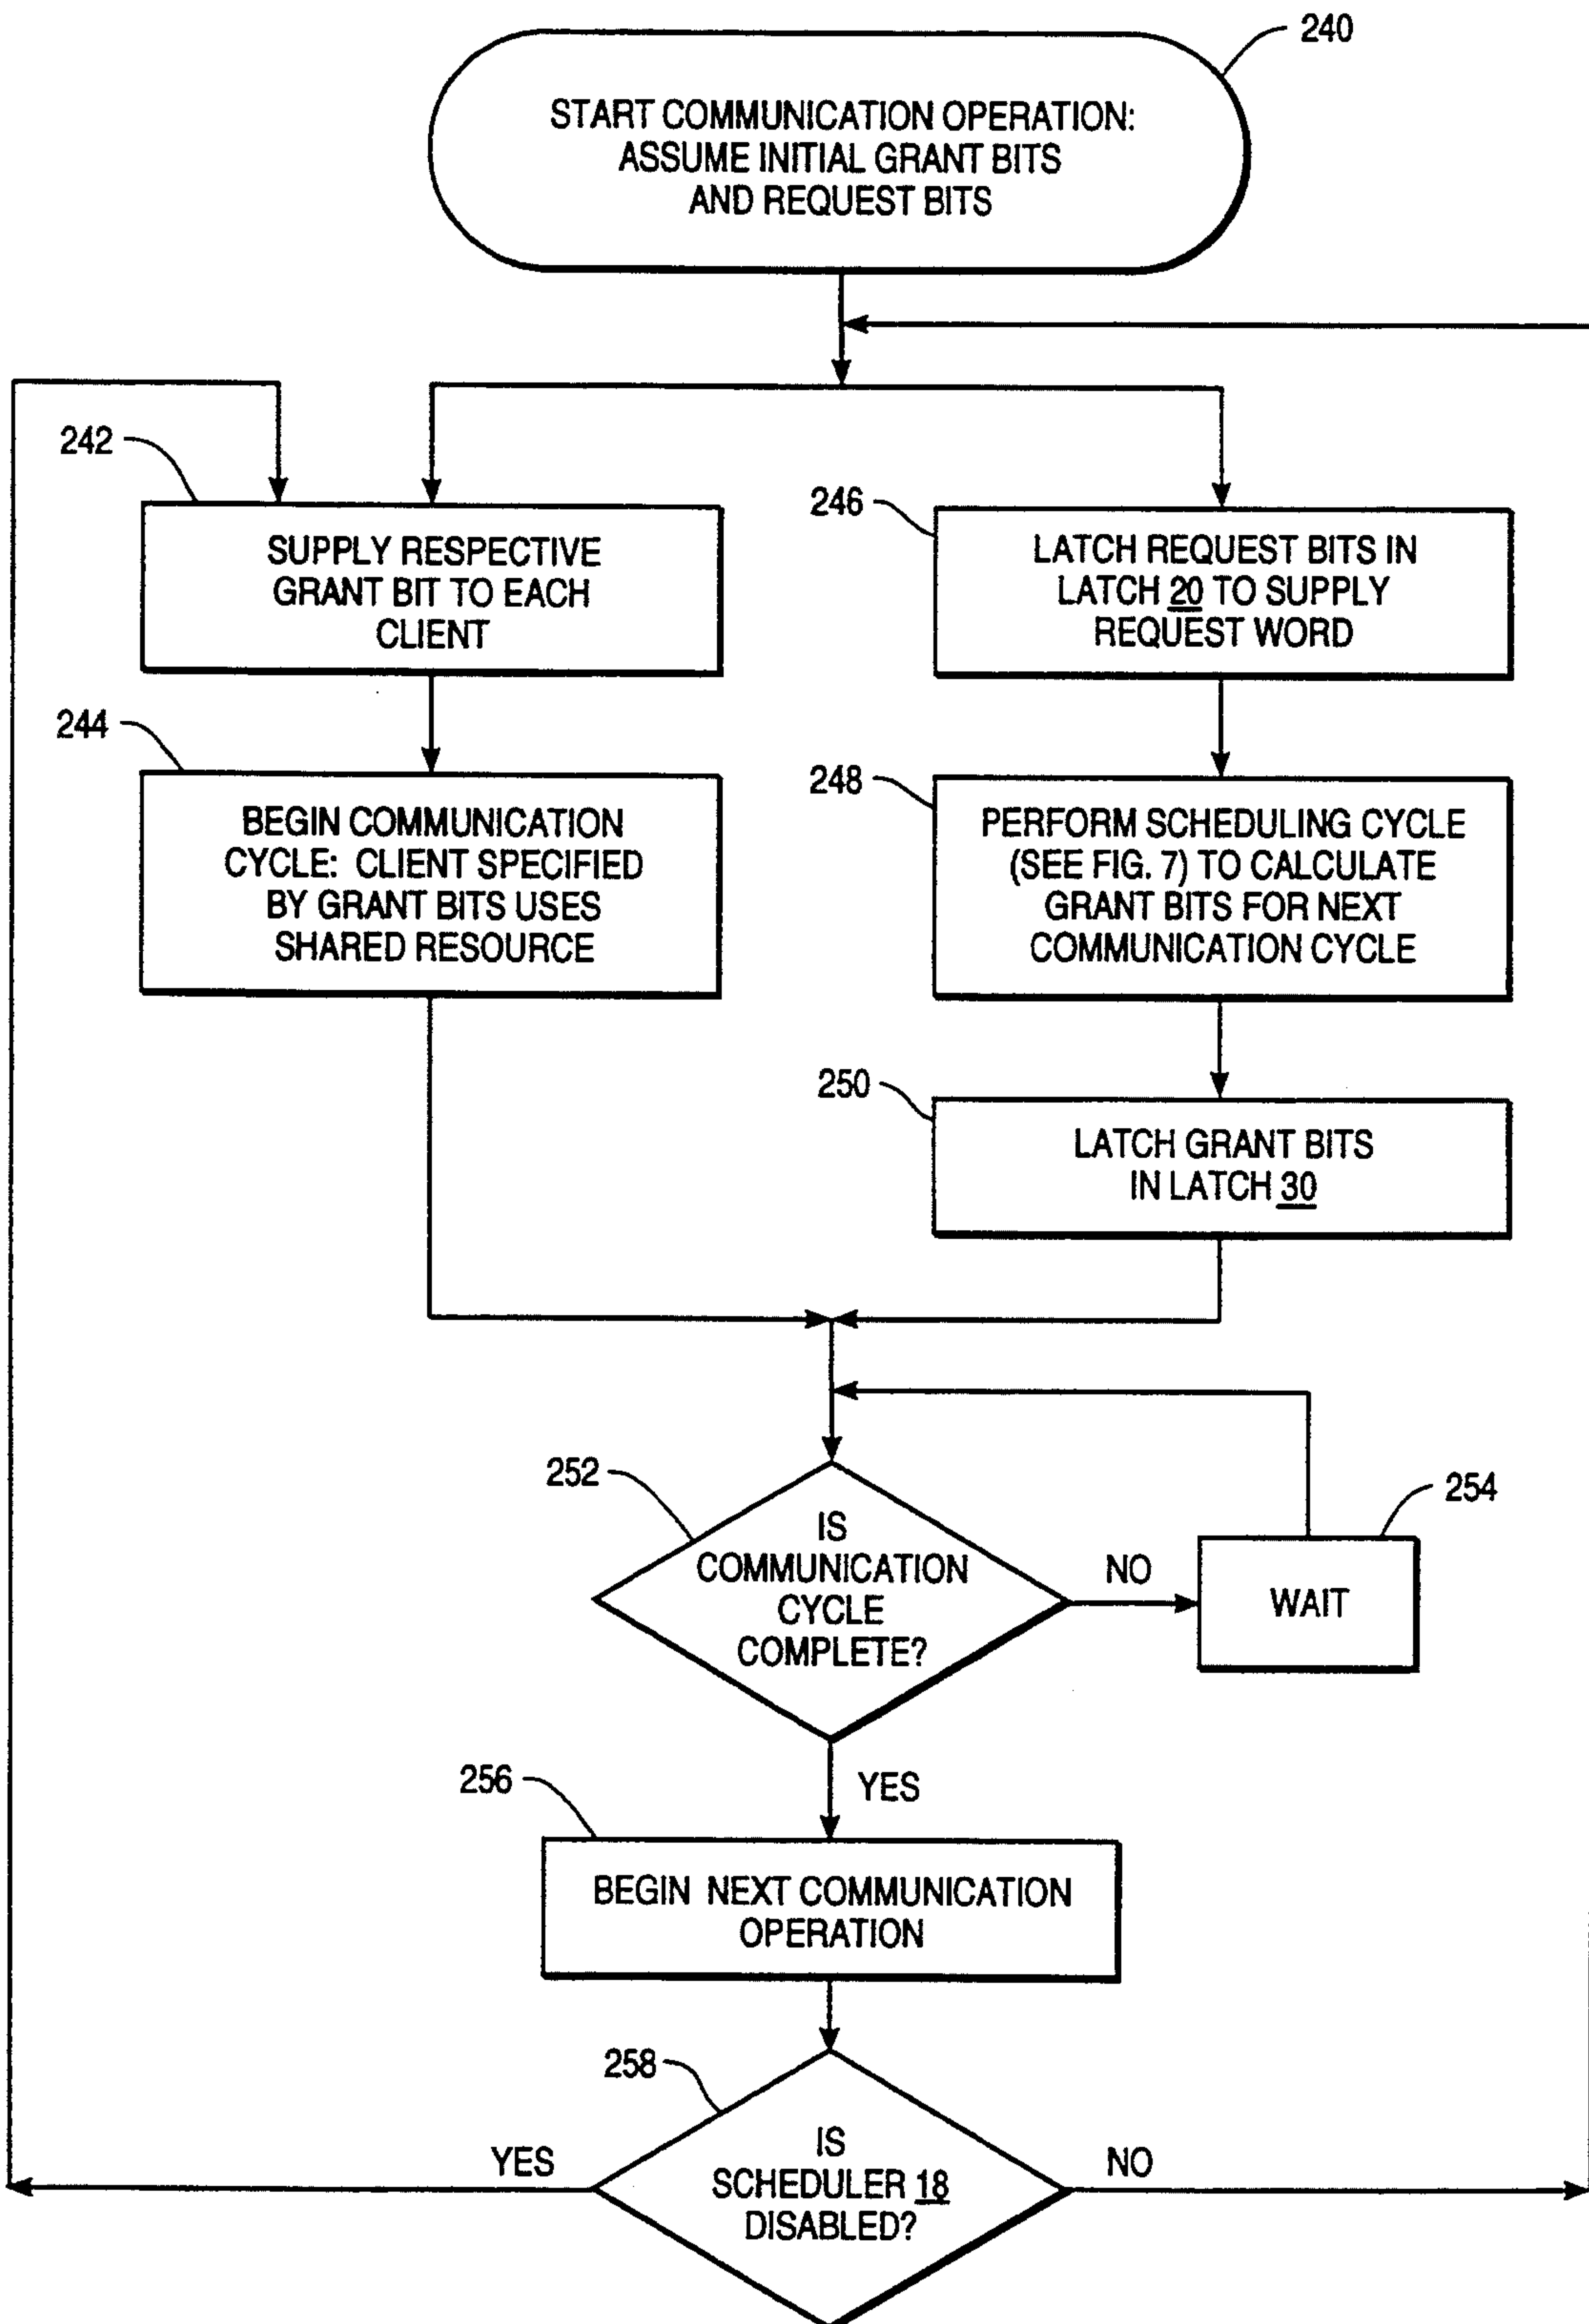 240
START COMMUNICATION OPERATION:
ASSUME INITIAL GRANT BITS
AND REQUEST BITS
242
SUPPLY RESPECTIVE
GRANT BIT TO EACH
CLIENT
246
LATCH REQUEST BITS IN
LATCH 20 TO SUPPLY
REQUEST WORD
244
BEGIN COMMUNICATION
CYCLE: CLIENT SPECIFIED
BY GRANT BITS USES
SHARED RESOURCE
248
PERFORM SCHEDULING CYCLE
(SEE FIG. 7) TO CALCULATE
GRANT BITS FOR NEXT
COMMUNICATION CYCLE
250
LATCH GRANT BITS
IN LATCH 30
252
IS
COMMUNICATION
CYCLE
COMPLETE?
NO
254
WAIT
YES
256
BEGIN NEXT COMMUNICATION
OPERATION
258
IS
SCHEDULER 18
DISABLED?
YES
NO